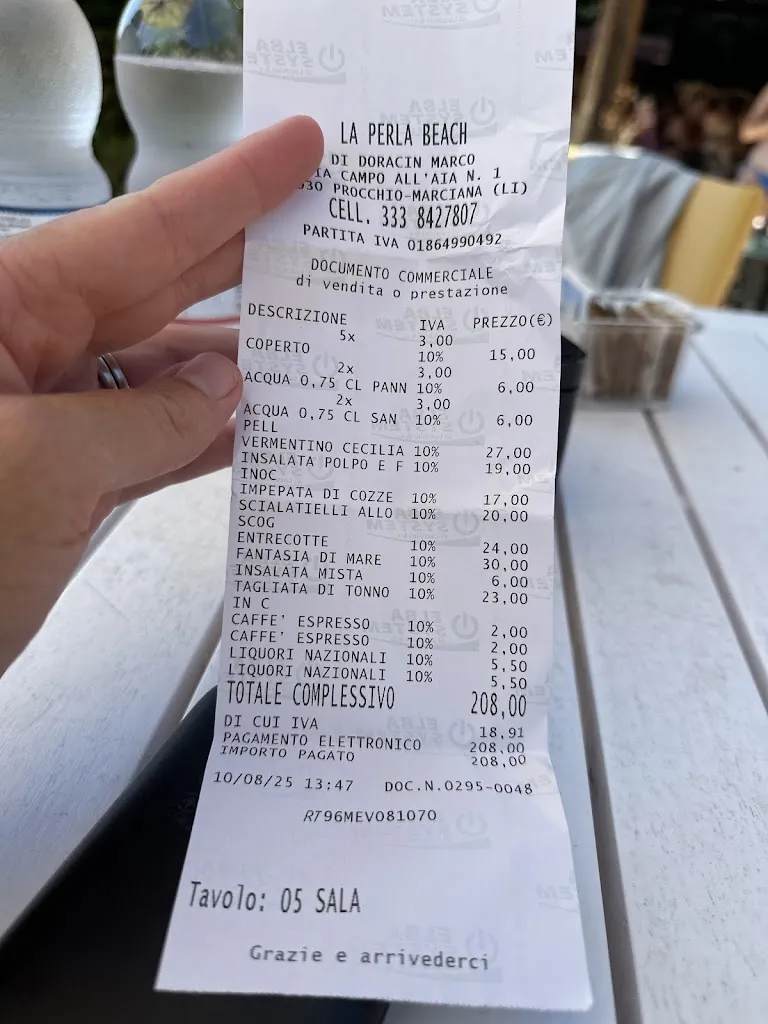 LA PERLA BEACH
DI DORACIN MARCO
IA CAMPO ALL'AIA N. 1
030 PROCCHIO-MARCIANA (LI)
CELL. 333 8427807
PARTITA IVA 01864990492
DOCUMENTO COMMERCIALE
di vendita o prestazione
DESCRIZIONE IVA PREZZO(€)
5x 3,00
COPERTO 10% 15,00
2x 3,00
ACQUA 0,75 CL PANN 10% 6,00
2x 3,00
ACQUA 0,75 CL SAN 10% 6,00
PELL
VERMENTINO CECILIA 10% 27,00
INSALATA POLPO E F 10% 19,00
INOC
IMPEPATA DI COZZE 10% 17,00
SCIALATIELLI ALLO 10% 20,00
SCOG
ENTRECOTTE 10% 24,00
FANTASIA DI MARE 10% 30,00
INSALATA MISTA 10% 6,00
TAGLIATA DI TONNO 10% 23,00
IN C
CAFFE' ESPRESSO 10% 2,00
CAFFE' ESPRESSO 10% 2,00
LIQUORI NAZIONALI 10% 5,50
LIQUORI NAZIONALI 10% 5,50
TOTALE COMPLESSIVO 208,00
DI CUI IVA 18,91
PAGAMENTO ELETTRONICO 208,00
IMPORTO PAGATO 208,00
10/08/25 13:47 DOC.N.0295-0048
RT96MEV081070
Tavolo: 05 SALA
Grazie e arrivederci